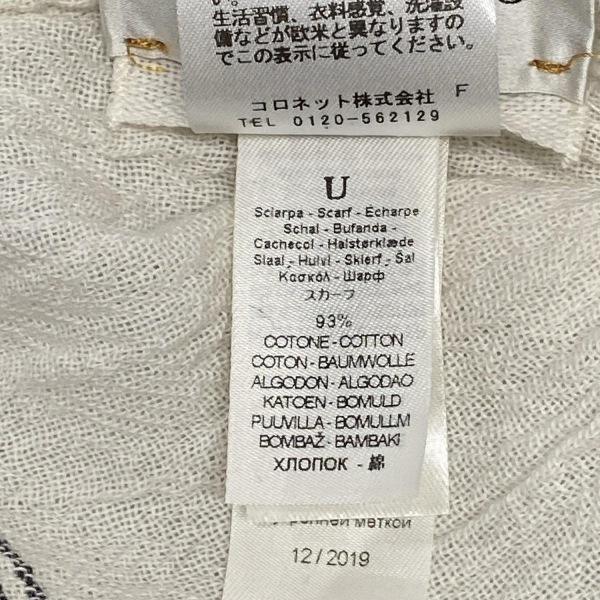 生活習慣、衣料感覚、洗濯設
備などが欧米と異なりますの
でこの表示に従ってください。
コロネット株式会社 F
TEL 0120-562129
U
Sciarpa - Scarf - Écharpe
Schal - Bufanda -
Cachecol - Halstørklæde
Sjaal - Huivi - Skjerf - Šal
Κασκόλ - Шарф
スカーフ
93%
COTONE - COTTON
COTON - BAUMWOLLE
ALGODON - ALGODAO
KATOEN - BOMULD
PUUVILLA - BOMULLM
BOMBAŽ - BAMBAKI
ХЛОПОК - 綿
меткой
12 / 2019